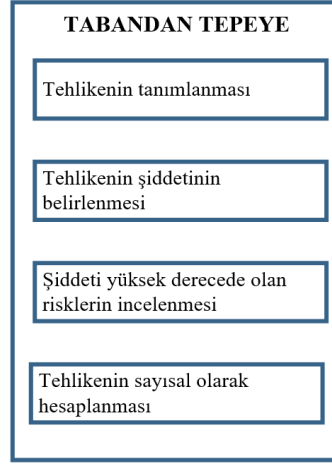 TABANDAN TEPEYE
Tehlikenin tanımlanması
Tehlikenin şiddetinin
belirlenmesi
Şiddeti yüksek derecede olan
risklerin incelenmesi
Tehlikenin sayısal olarak
hesaplanması